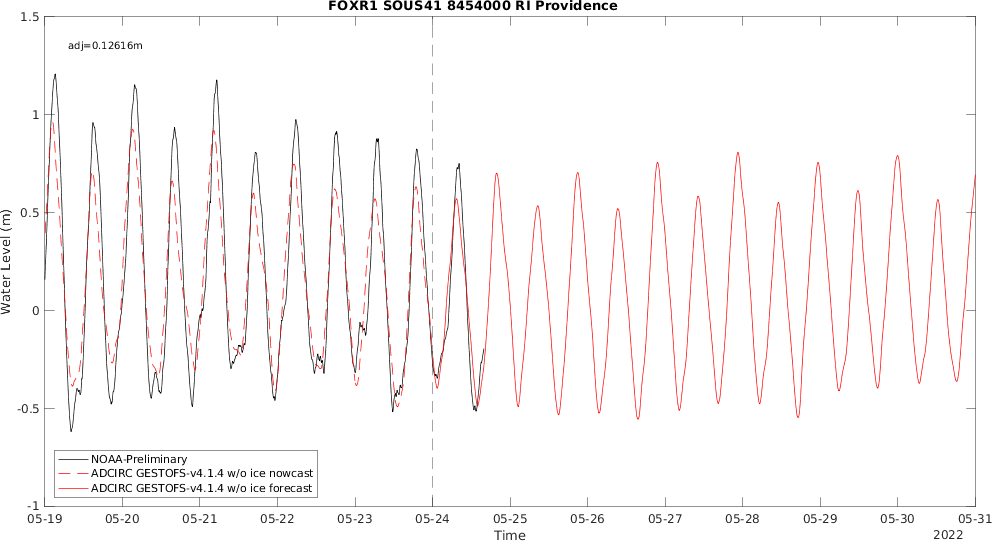 FOXR1 SOUS41 8454000 RI Providence
adj=0.12616m
1.5
1
0.5
0
-0.5
-1
Water Level (m)
NOAA-Preliminary
ADCIRC GESTOFS-v4.1.4 w/o ice nowcast
ADCIRC GESTOFS-v4.1.4 w/o ice forecast
05-19 05-20 05-21 05-22 05-23 05-24 05-25 05-26 05-27 05-28 05-29 05-30 05-31
Time
2022